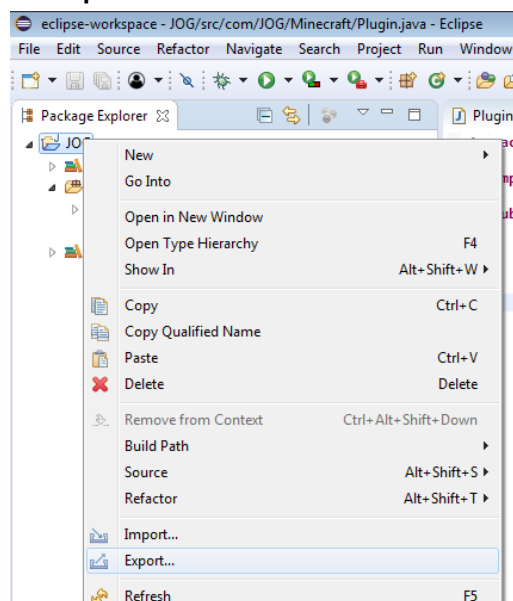 eclipse-workspace - JOG/src/com/JOG/Minecraft/Plugin.java - Eclipse
File Edit Source Refactor Navigate Search Project Run Window
Package Explorer Plugin
JOG
New
Go Into
Open in New Window
Open Type Hierarchy F4
Show In Alt+Shift+W
Copy Ctrl+C
Copy Qualified Name
Paste Ctrl+V
Delete Delete
Remove from Context Ctrl+Alt+Shift+Down
Build Path
Source Alt+Shift+S
Refactor Alt+Shift+T
Import...
Export...
Refresh F5